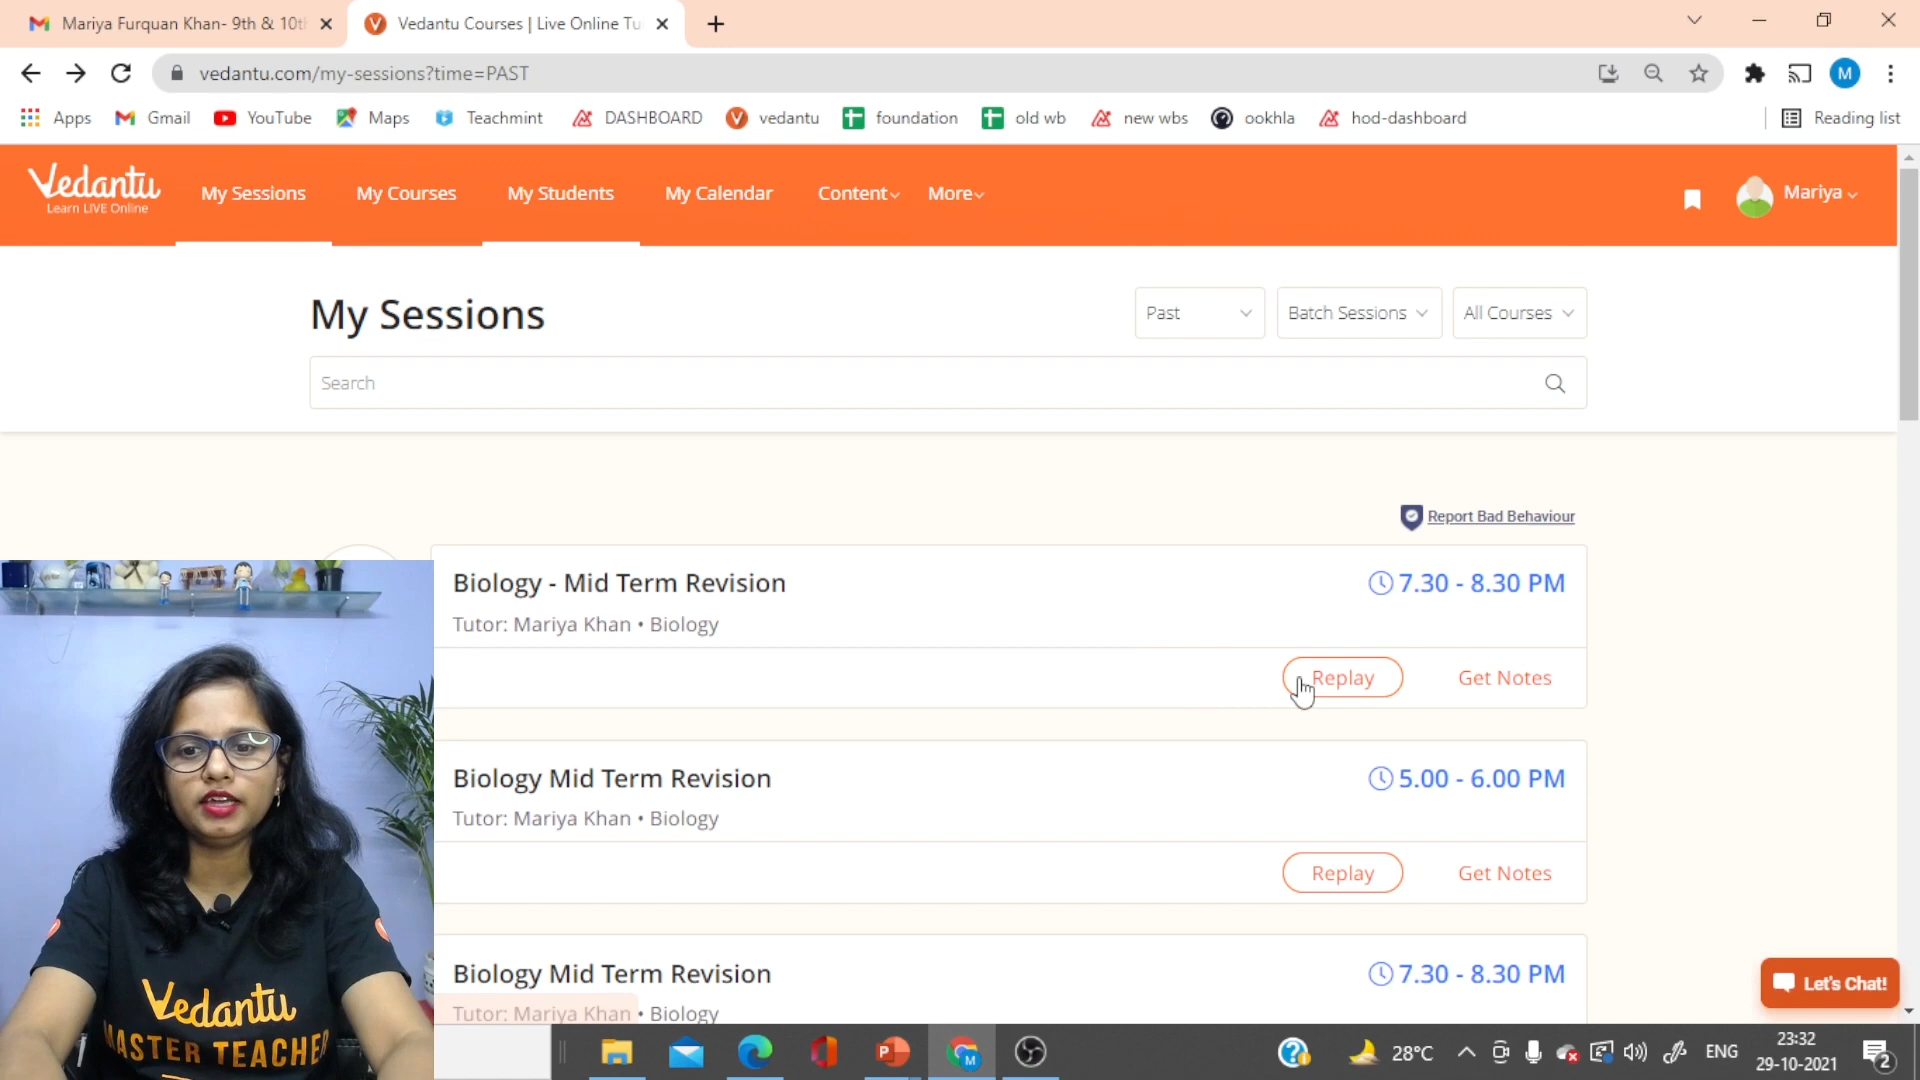 Mariya Furquan Khan- 9th & 10th
Vedantu Courses | Live Online Tu
vedantu.com/my-sessions?time=PAST
M
Apps
Gmail
YouTube
Maps
Teachmint
DASHBOARD
vedantu
foundation
old wb
new wbs
ookhla
hod-dashboard
Reading list
Vedantu
Learn LIVE Online
My Sessions
My Courses
My Students
My Calendar
Content
More
Mariya
My Sessions
Past
Batch Sessions
All Courses
Search
Report Bad Behaviour
Biology - Mid Term Revision
7.30 - 8.30 PM
Tutor: Mariya Khan • Biology
Replay
Get Notes
Biology Mid Term Revision
5.00 - 6.00 PM
Tutor: Mariya Khan • Biology
Replay
Get Notes
Biology Mid Term Revision
7.30 - 8.30 PM
Tutor: Mariya Khan • Biology
Let's Chat!
Vedantu
MASTER TEACHER
28°C
ENG
23:32
29-10-2021
2